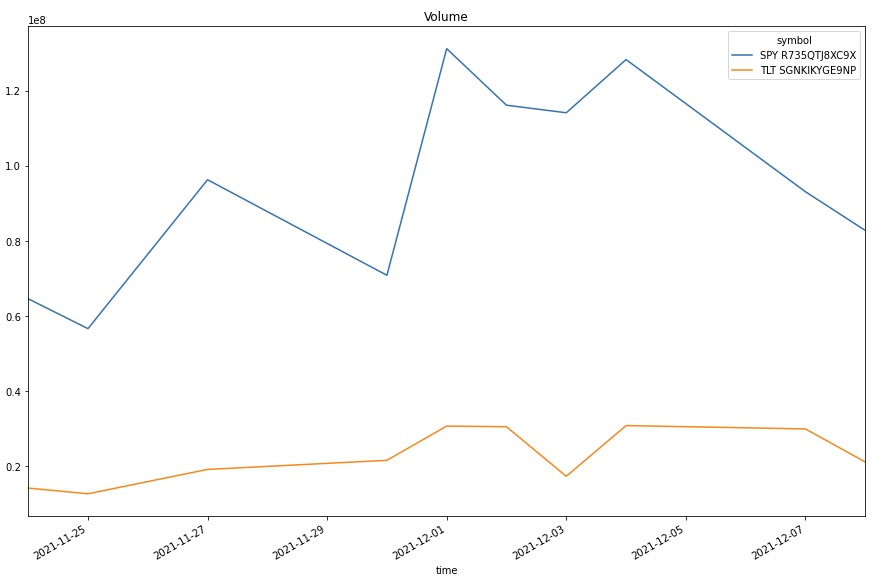 Volume
1e8
symbol
SPY R735QTJ8XC9X
TLT SGNKIKYGE9NP
1.2
1.0
0.8
0.6
0.4
0.2
2021-11-25
2021-11-27
2021-11-29
2021-12-01
2021-12-03
2021-12-05
2021-12-07
time